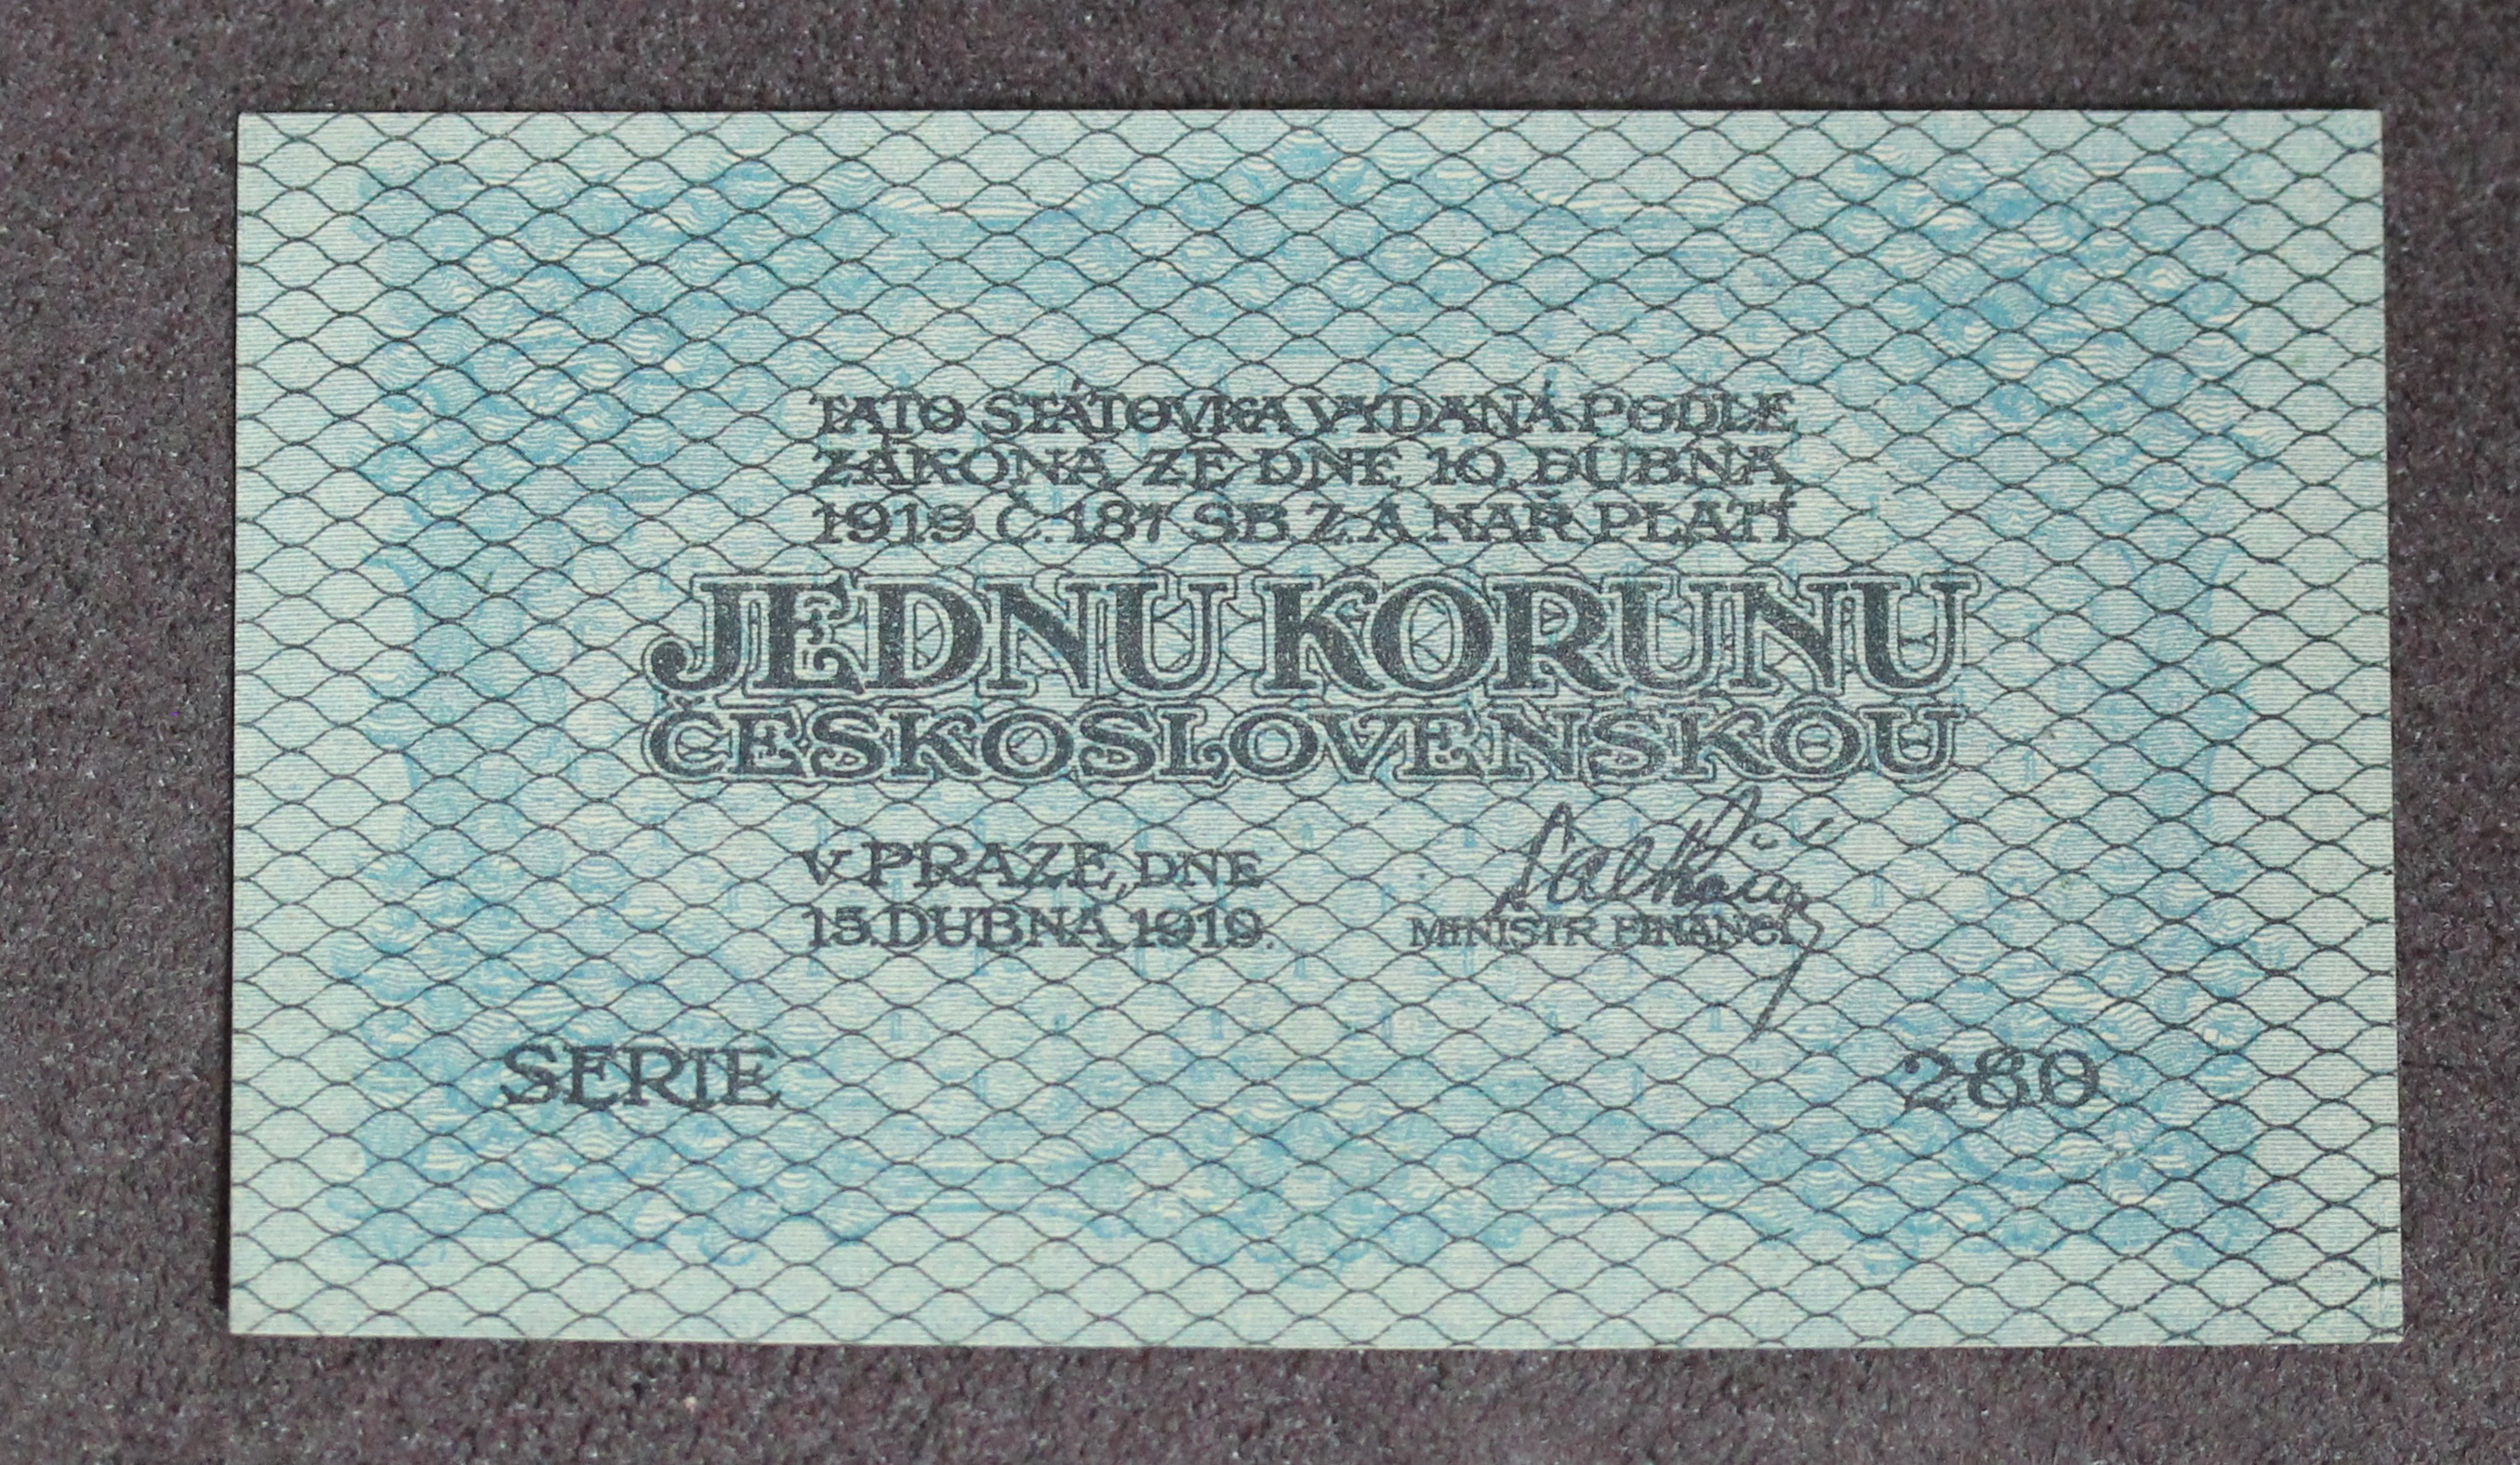 TATO STÁTOVKA VYDANÁ PODLE
ZÁKONA ZE DNE 10. DUBNA
1919 Č. 187 SB. Z. A NAŘ. PLATÍ
JEDNU KORUNU
ČESKOSLOVENSKOU
V PRAZE, DNE
15. DUBNA 1919.
MINISTR FINANCÍ
SERIE 280